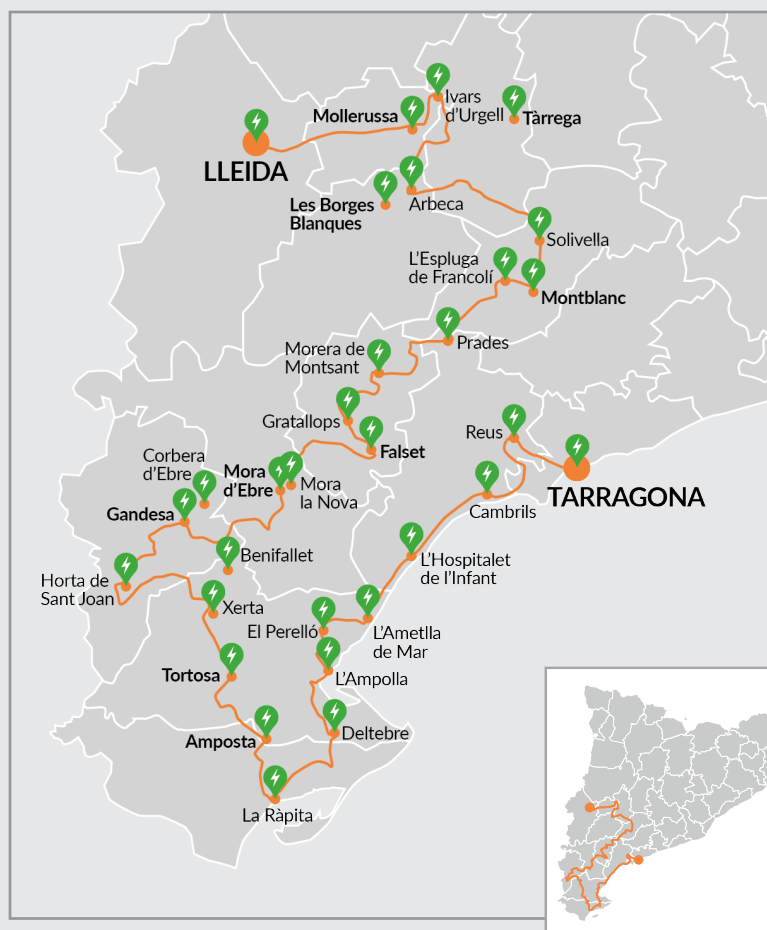 Ivars
d'Urgell
Mollerussa
Tàrrega
LLEIDA
Les Borges
Blanques
Arbeca
Solivella
L'Espluga
de Francolí
Montblanc
Prades
Morera de
Montsant
Gratallops
Reus
Falset
Corbera
d'Ebre
Mora
d'Ebre
Mora
la Nova
TARRAGONA
Cambrils
Gandesa
Benifallet
L'Hospitalet
de l'Infant
Horta de
Sant Joan
Xerta
El Perelló
L'Ametlla
de Mar
Tortosa
L'Ampolla
Amposta
Deltebre
La Ràpita